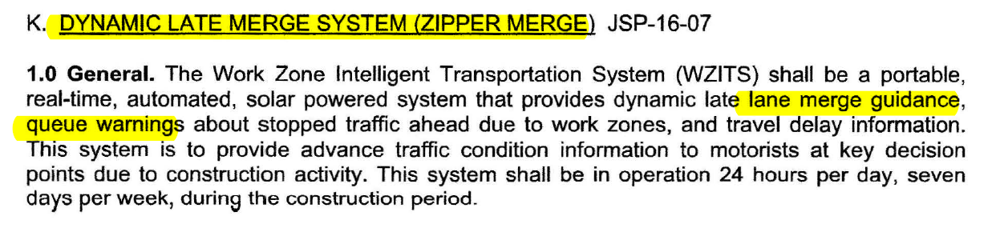 K. DYNAMIC LATE MERGE SYSTEM (ZIPPER MERGE) JSP-16-07
1.0 General. The Work Zone Intelligent Transportation System (WZITS) shall be a portable,
real-time, automated, solar powered system that provides dynamic late lane merge guidance,
queue warnings about stopped traffic ahead due to work zones, and travel delay information.
This system is to provide advance traffic condition information to motorists at key decision
points due to construction activity. This system shall be in operation 24 hours per day, seven
days per week, during the construction period.